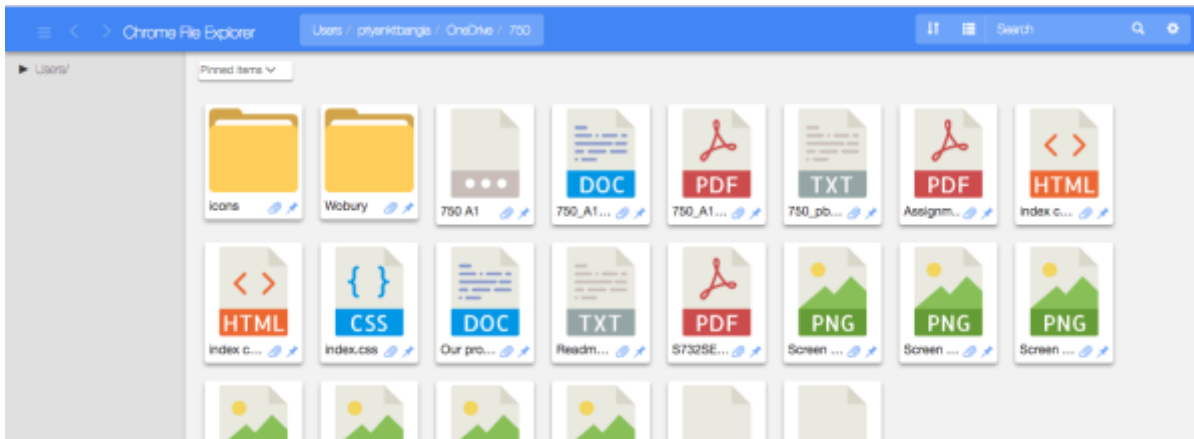 Chrome File Explorer
Users / priyankitbangia / OneDrive / 750
Search
Users/
Pinned items
DOC PDF TXT PDF HTML
icons Wobury 750 A1 750_A1... 750_A1... 750_pb... Assignm... index c...
HTML CSS DOC TXT PDF PNG PNG PNG
index c... index.css Our pro... Readm... S732SE... Screen ... Screen ... Screen ...